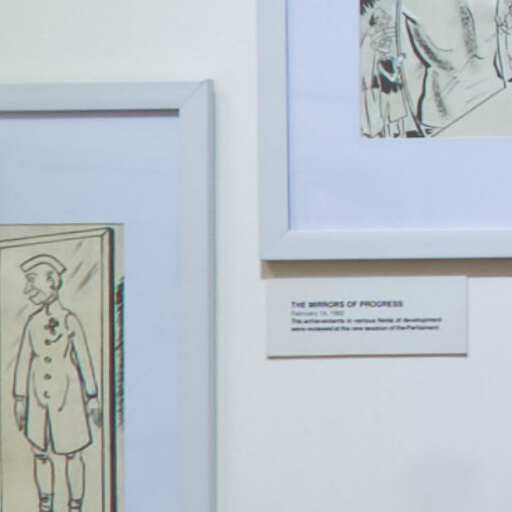 THE MIRRORS OF PROGRESS
February 14,
The achievements in various fields of development
were reviewed at the new session of the Parliament